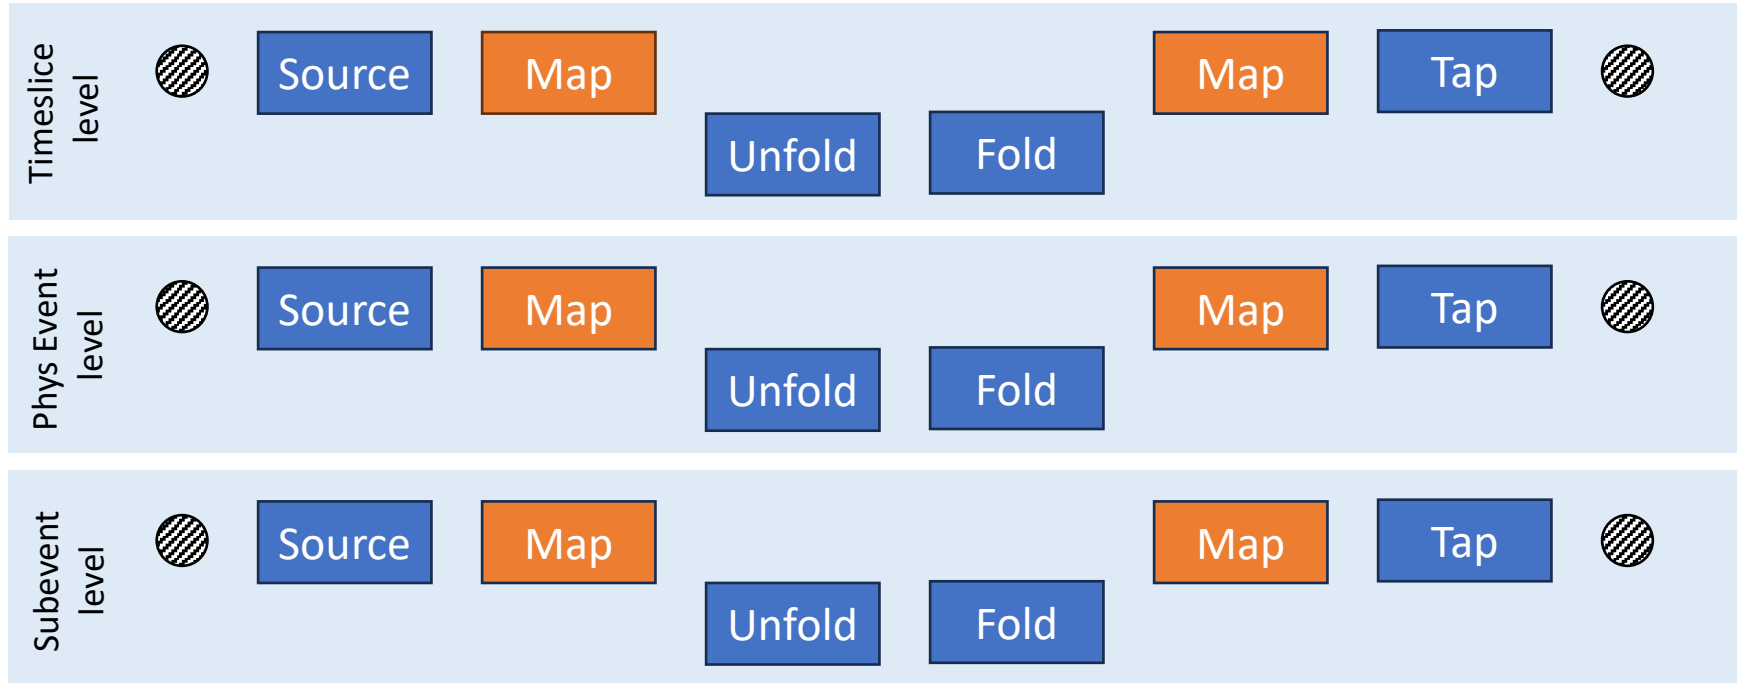 Timeslice
level
Source
Map
Unfold
Fold
Map
Tap
Phys Event
level
Source
Map
Unfold
Fold
Map
Tap
Subevent
level
Source
Map
Unfold
Fold
Map
Tap